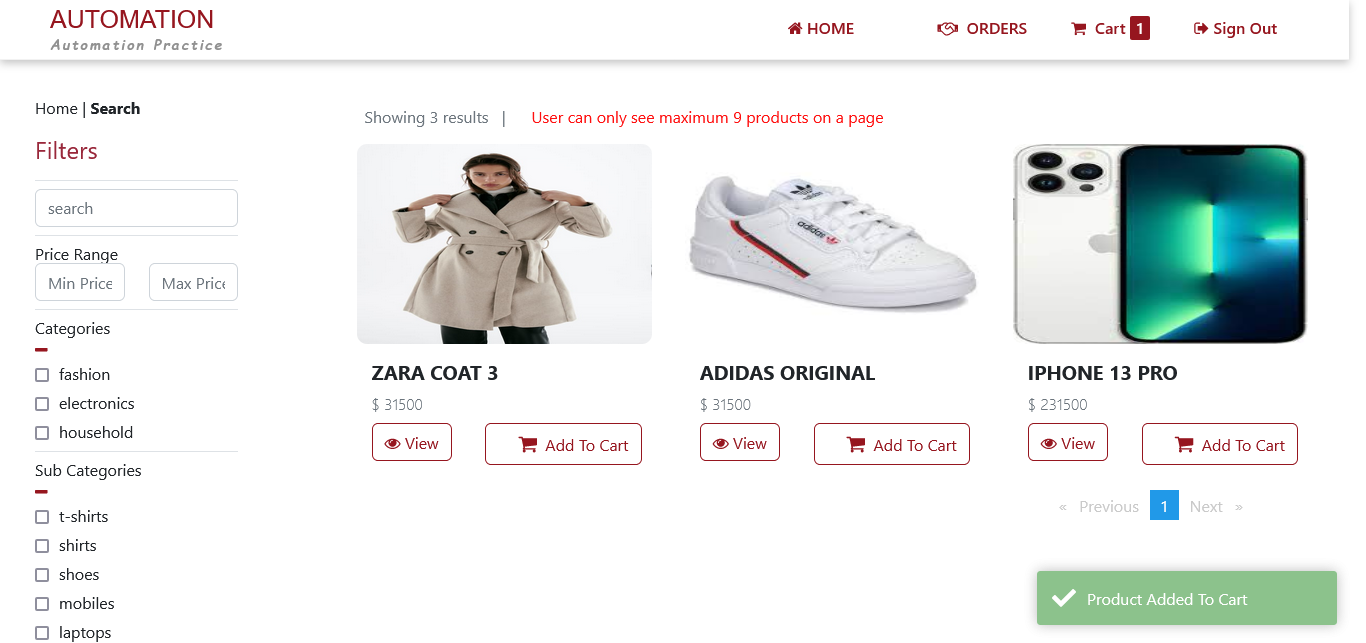 AUTOMATION
Automation Practice
HOME
ORDERS
Cart 1
Sign Out
Home | Search
Filters
search
Price Range
Min Price
Max Price
Categories
fashion
electronics
household
Sub Categories
t-shirts
shirts
shoes
mobiles
laptops
Showing 3 results |
User can only see maximum 9 products on a page
adidas
ZARA COAT 3
$ 31500
View
Add To Cart
ADIDAS ORIGINAL
$ 31500
View
Add To Cart
IPHONE 13 PRO
$ 231500
View
Add To Cart
« Previous 1 Next »
Product Added To Cart